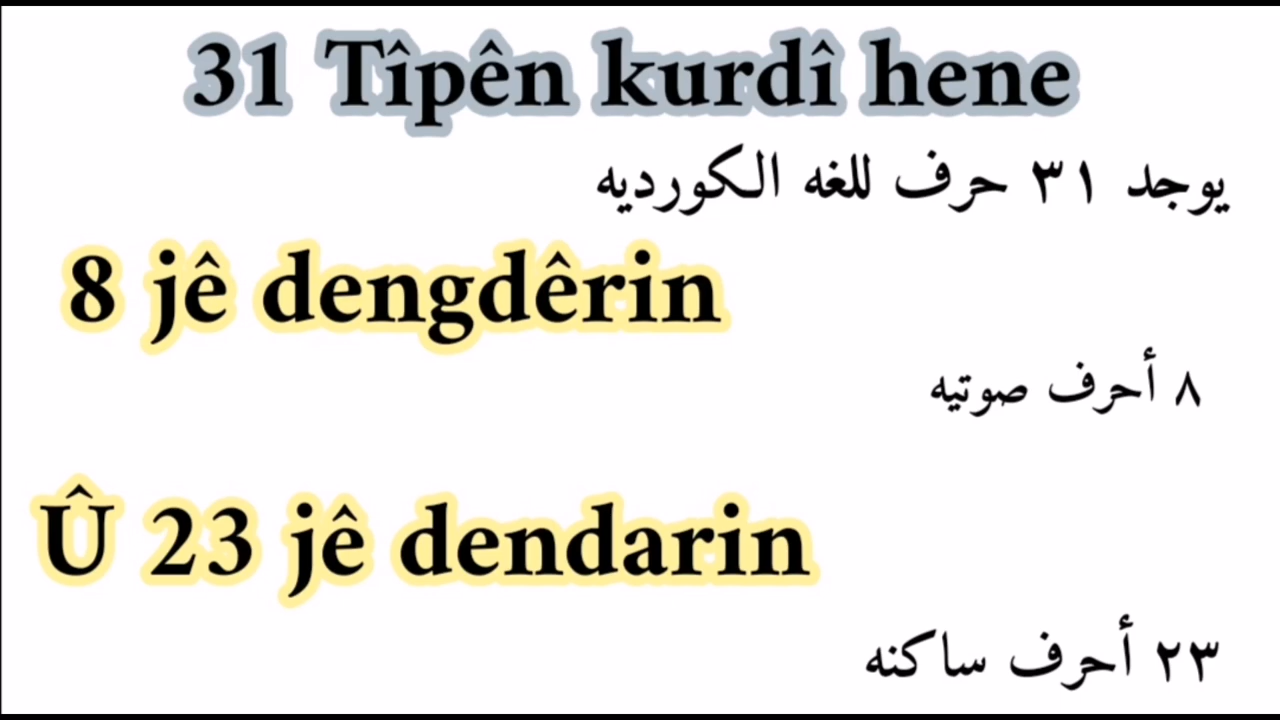 31 Tîpên kurdî hene
يوجد ٣١ حرف للغه الكورديه
8 jê dengdêrin
٨ أحرف صوتيه
Û 23 jê dendarin
٢٣ أحرف ساكنه